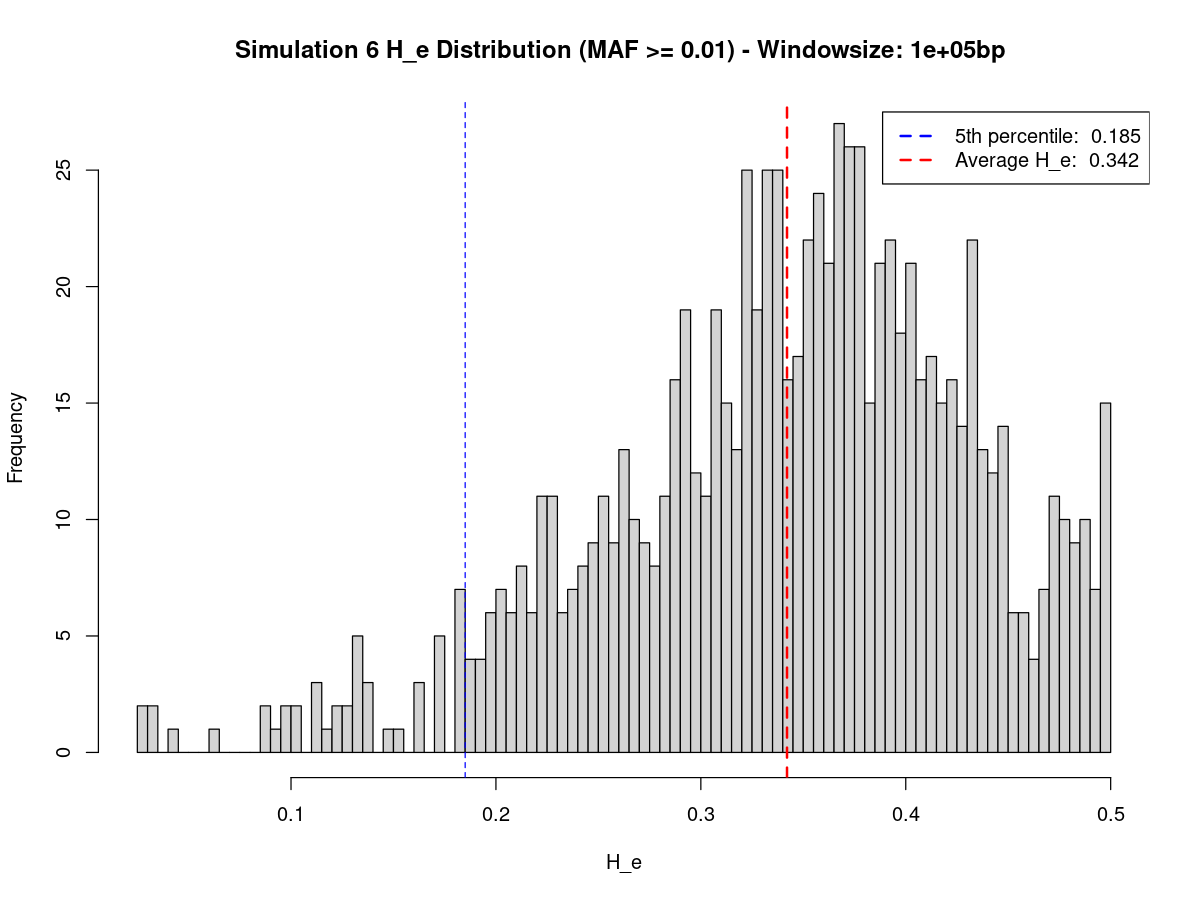 Simulation 6 H_e Distribution (MAF >= 0.01) - Windowsize: 1e+05bp
5th percentile: 0.185
Average H_e: 0.342
Frequency
25
20
15
10
5
0
0.1 0.2 0.3 0.4 0.5
H_e